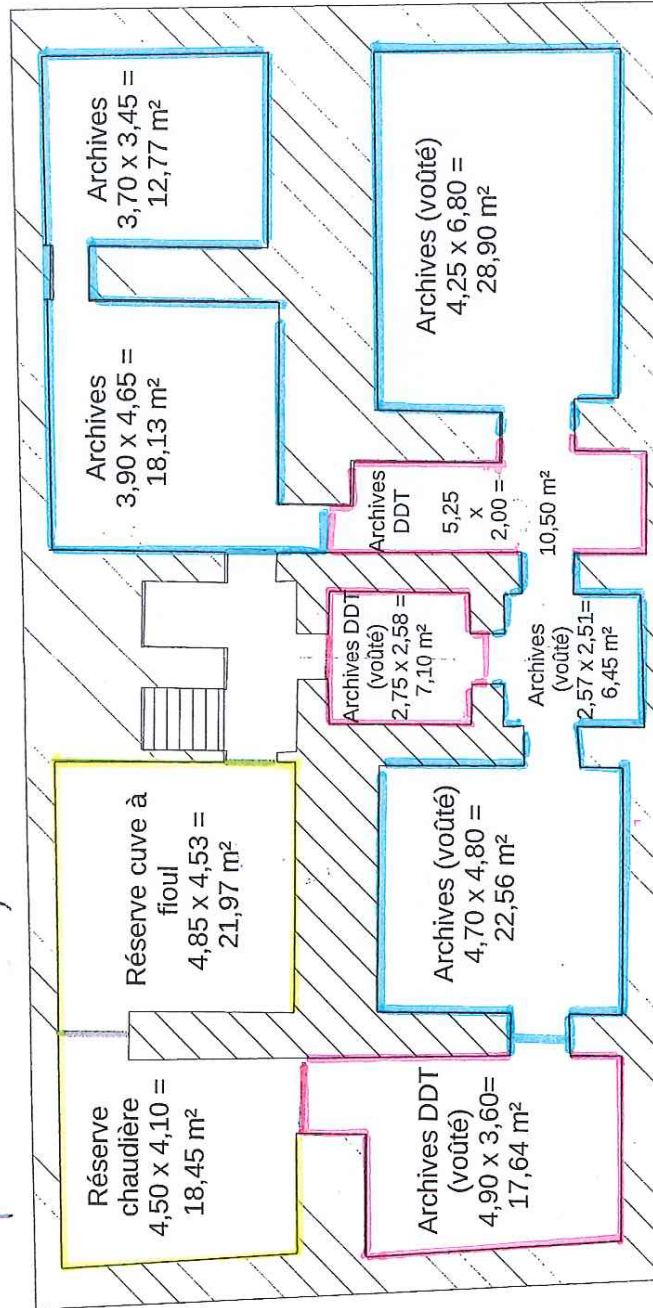 Réserve
chaudière
4,50 x 4,10 =
18,45 m²
Réserve cuve à
fioul
4,85 x 4,53 =
21,97 m²
Archives
3,90 x 4,65 =
18,13 m²
Archives
3,70 x 3,45 =
12,77 m²
Archives DDT
(voûté)
4,90 x 3,60=
17,64 m²
Archives (voûté)
4,70 x 4,80 =
22,56 m²
Archives DDT
(voûté)
2,75 x 2,58 =
7,10 m²
Archives
(voûté)
2,57 x 2,51=
6,45 m²
Archives
DDT
5,25
x
2,00 =
10,50 m²
Archives (voûté)
4,25 x 6,80 =
28,90 m²